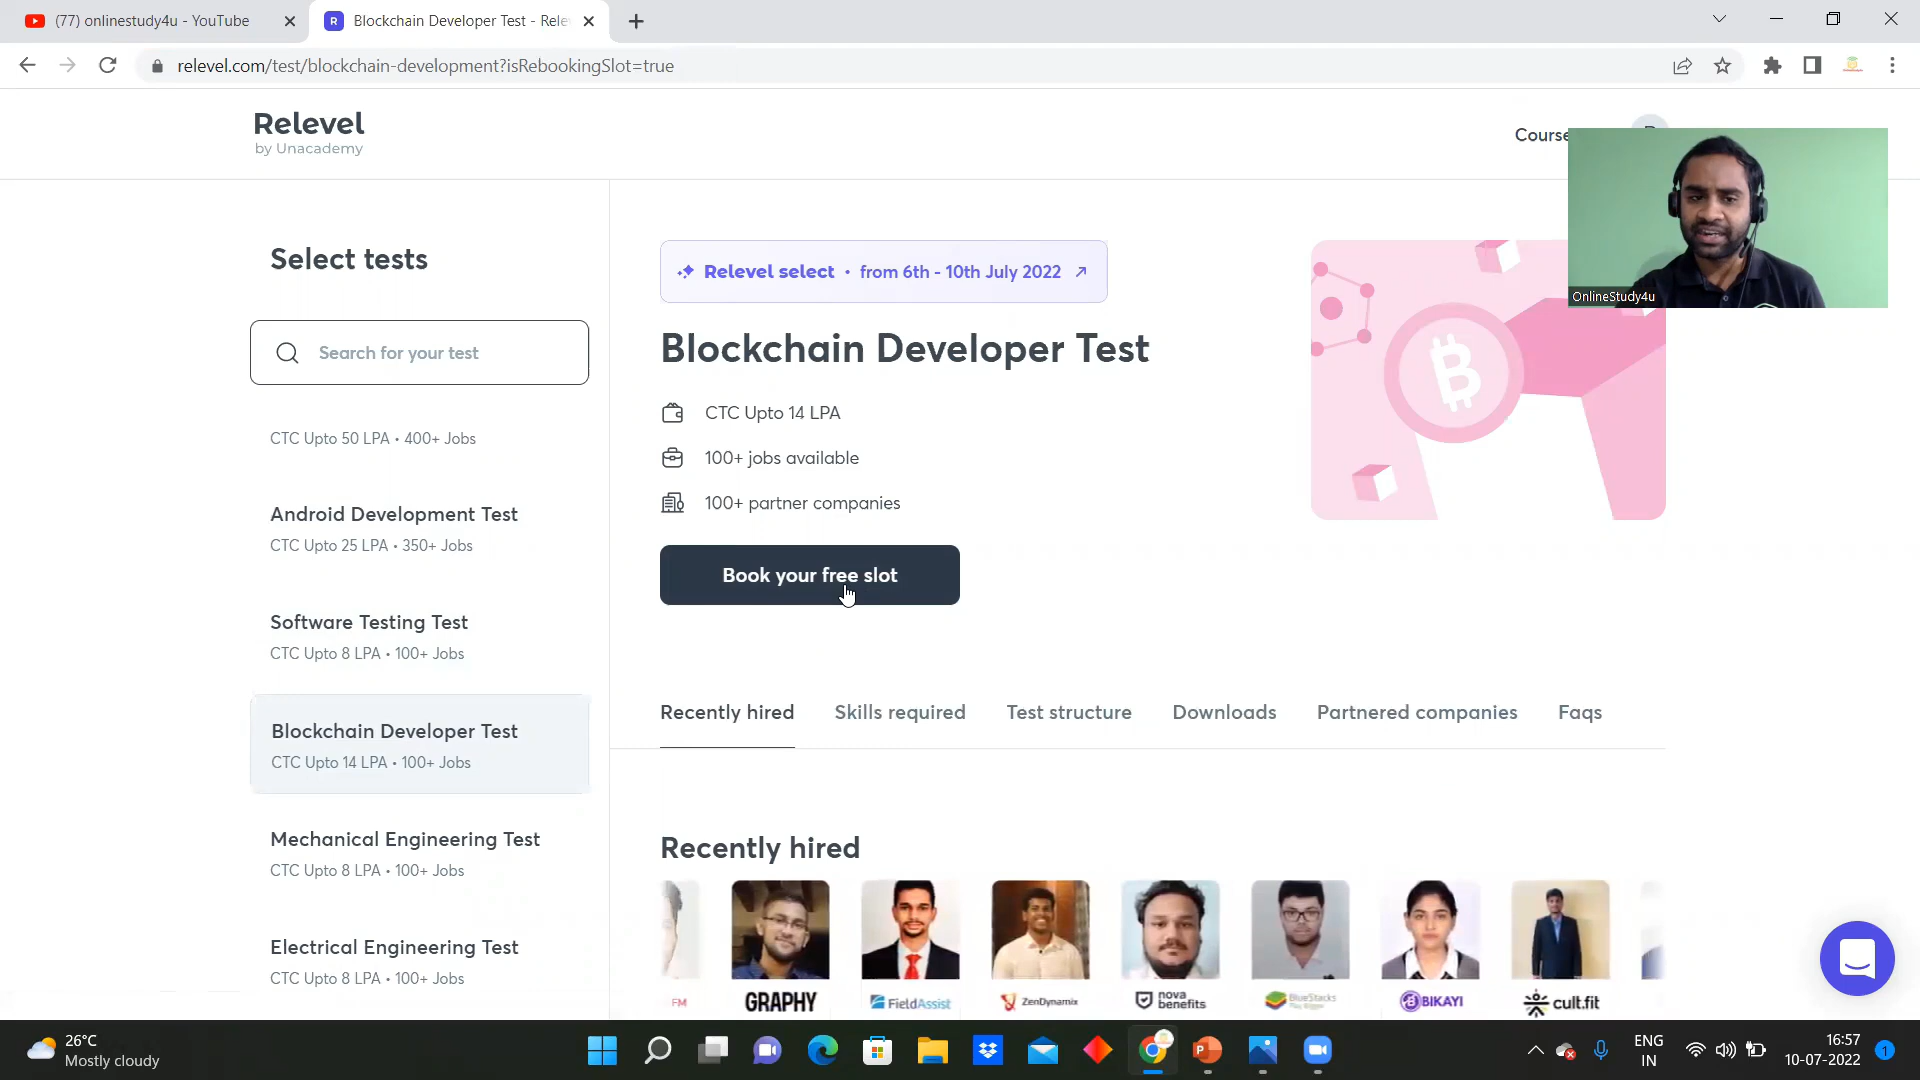 (77) onlinestudy4u - YouTube
Blockchain Developer Test - Rele
relevel.com/test/blockchain-development?isRebookingSlot=true
Relevel
by Unacademy
Course
OnlineStudy4u
Select tests
Search for your test
CTC Upto 50 LPA • 400+ Jobs
Android Development Test
CTC Upto 25 LPA • 350+ Jobs
Software Testing Test
CTC Upto 8 LPA • 100+ Jobs
Blockchain Developer Test
CTC Upto 14 LPA • 100+ Jobs
Mechanical Engineering Test
CTC Upto 8 LPA • 100+ Jobs
Electrical Engineering Test
CTC Upto 8 LPA • 100+ Jobs
Relevel select • from 6th - 10th July 2022
Blockchain Developer Test
CTC Upto 14 LPA
100+ jobs available
100+ partner companies
Book your free slot
Recently hired Skills required Test structure Downloads Partnered companies Faqs
Recently hired
FM GRAPHY FieldAssist ZenDynamix nova benefits BlueStacks BIKAYI cult.fit
26°C
Mostly cloudy
ENG
IN
16:57
10-07-2022
1